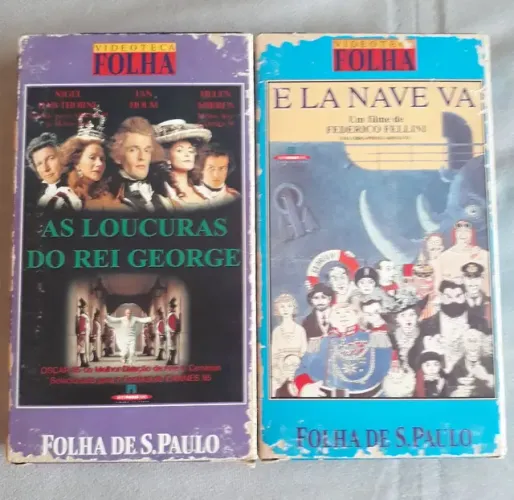 VIDEOTECA
FOLHA
NIGEL
HAWTHORNE
IAN
HOLM
HELEN
MIRREN
AS LOUCURAS
DO REI GEORGE
FOLHA DE S.PAULO
VIDEOTECA
FOLHA
E LA NAVE VA
Um filme de
FEDERICO FELLINI
FOLHA DE S.PAULO